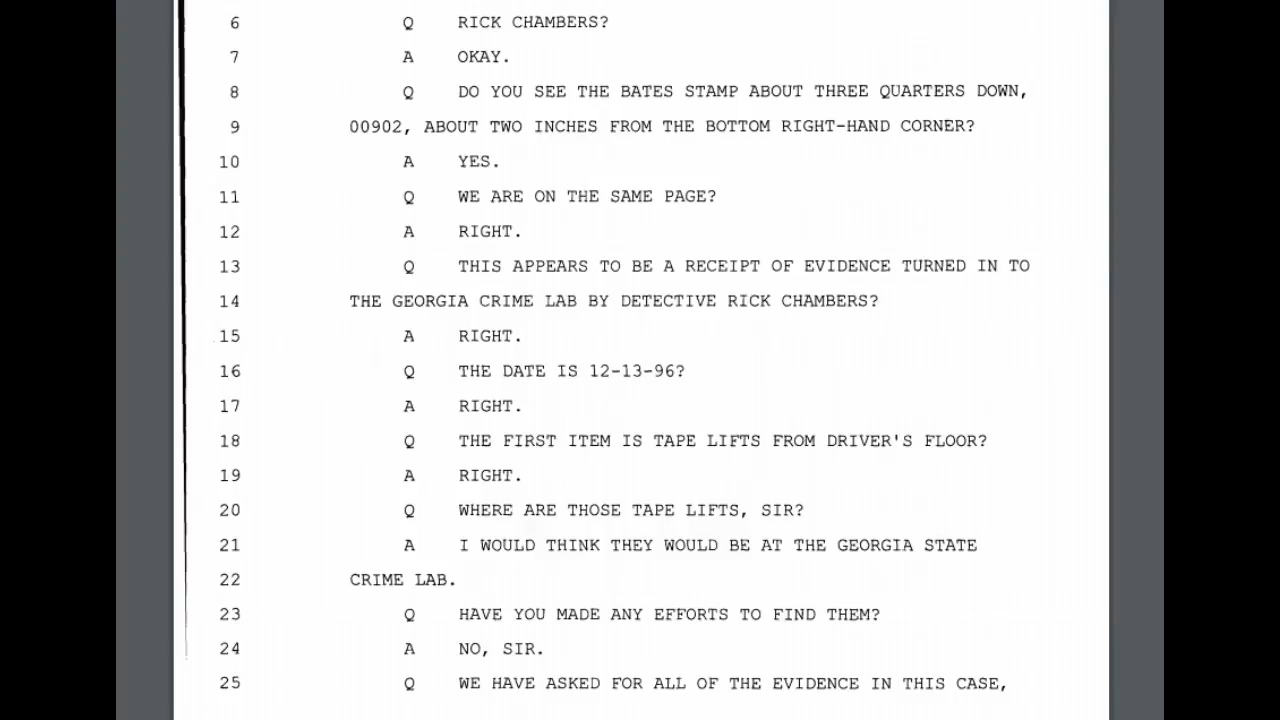 6 Q RICK CHAMBERS?
7 A OKAY.
8 Q DO YOU SEE THE BATES STAMP ABOUT THREE QUARTERS DOWN,
9 00902, ABOUT TWO INCHES FROM THE BOTTOM RIGHT-HAND CORNER?
10 A YES.
11 Q WE ARE ON THE SAME PAGE?
12 A RIGHT.
13 Q THIS APPEARS TO BE A RECEIPT OF EVIDENCE TURNED IN TO
14 THE GEORGIA CRIME LAB BY DETECTIVE RICK CHAMBERS?
15 A RIGHT.
16 Q THE DATE IS 12-13-96?
17 A RIGHT.
18 Q THE FIRST ITEM IS TAPE LIFTS FROM DRIVER'S FLOOR?
19 A RIGHT.
20 Q WHERE ARE THOSE TAPE LIFTS, SIR?
21 A I WOULD THINK THEY WOULD BE AT THE GEORGIA STATE
22 CRIME LAB.
23 Q HAVE YOU MADE ANY EFFORTS TO FIND THEM?
24 A NO, SIR.
25 Q WE HAVE ASKED FOR ALL OF THE EVIDENCE IN THIS CASE,